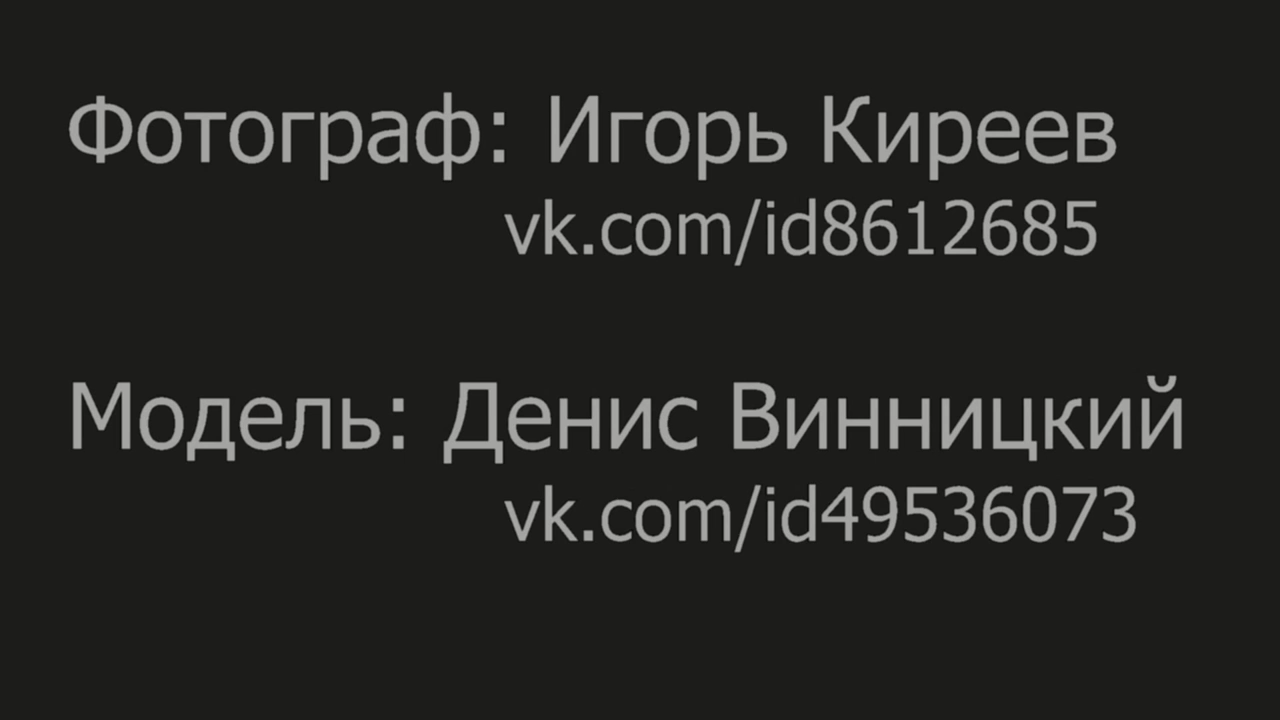 Фотограф: Игорь Киреев
vk.com/id8612685
Модель: Денис Винницкий
vk.com/id49536073